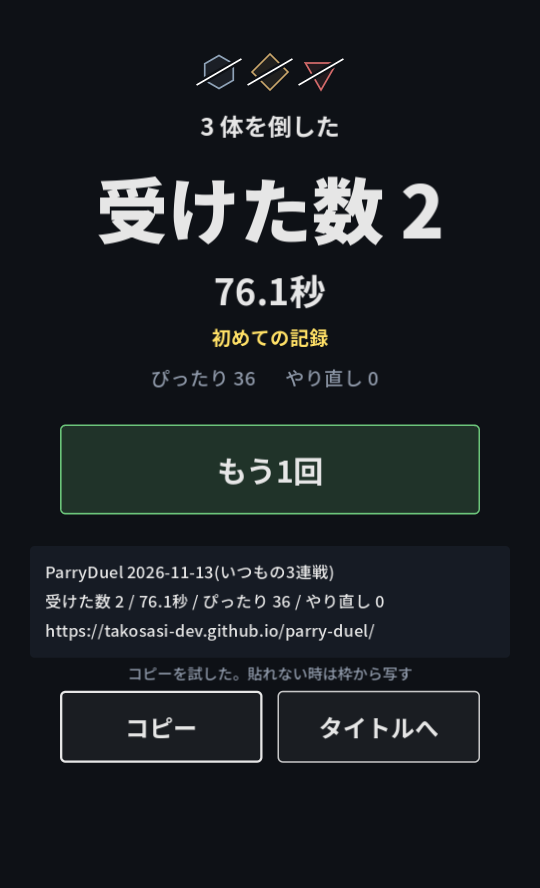 3 体を倒した
受けた数 2
76.1秒
初めての記録
ぴったり 36 やり直し 0
もう1回
ParryDuel 2026-11-13(いつもの3連戦)
受けた数 2 / 76.1秒 / ぴったり 36 / やり直し 0
https://takosasi-dev.github.io/parry-duel/
コピーを試した。貼れない時は枠から写す
コピー タイトルへ